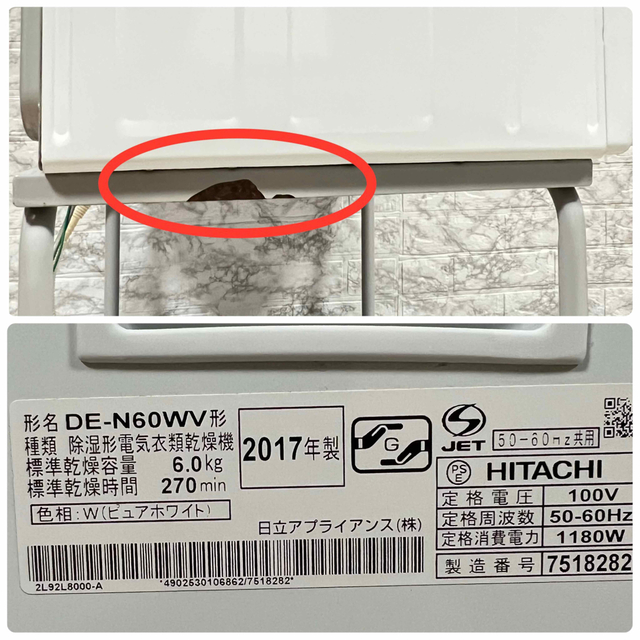 形名 DE-N60WV形
種類 除湿形電気衣類乾燥機
標準乾燥容量 6.0kg
標準乾燥時間 270min
色相:W(ピュアホワイト)
2017年製
G
JET
50-60Hz共用
PS
E
HITACHI
定格電圧 100V
定格周波数 50-60Hz
定格消費電力 1180W
製造番号 7518282
日立アプライアンス(株)
*4902530106862/7518282*
2L92L8000-A